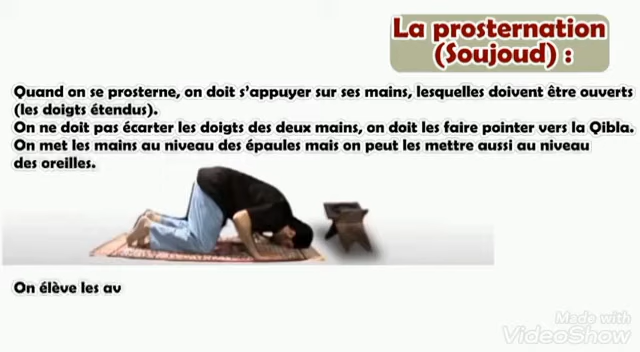 La prosternation
(Soujoud) :
Quand on se prosterne, on doit s'appuyer sur ses mains, lesquelles doivent être ouverts
(les doigts étendus).
On ne doit pas écarter les doigts des deux mains, on doit les faire pointer vers la Qibla.
On met les mains au niveau des épaules mais on peut les mettre aussi au niveau
des oreilles.
On élève les av
Made with
VideoShow